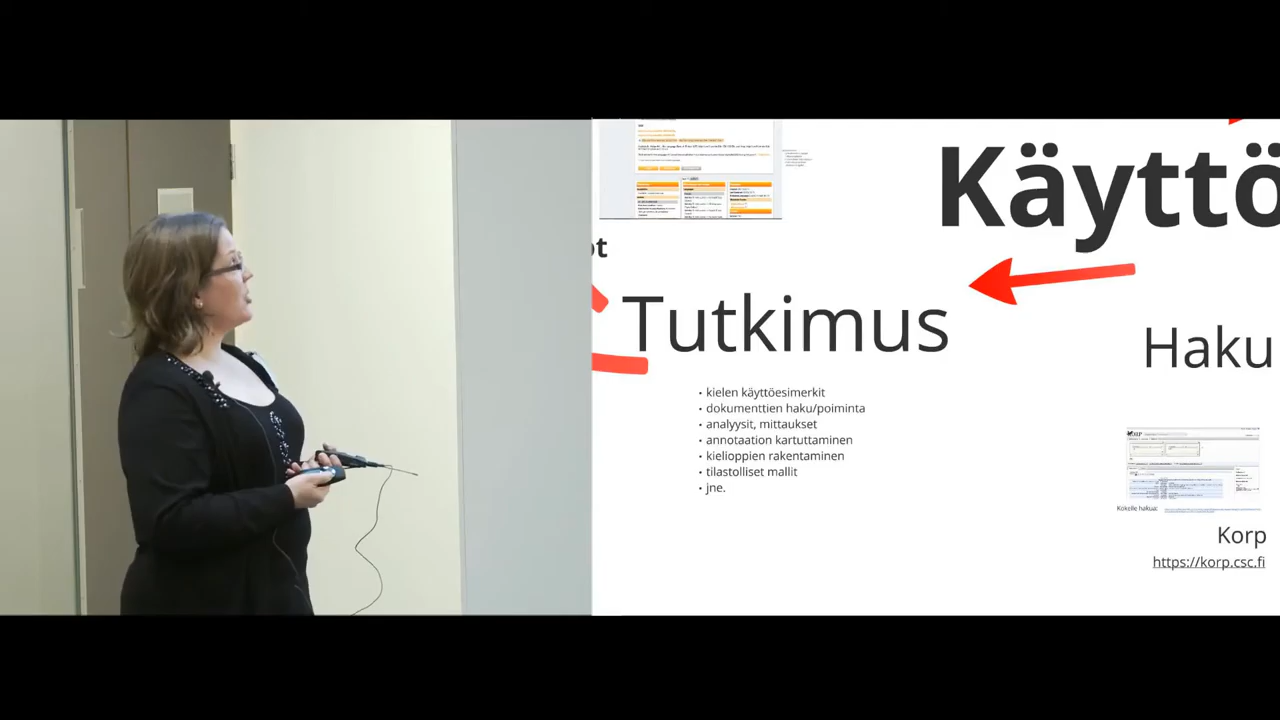 Käyttö
ot
Tutkimus
Haku
• kielen käyttöesimerkit
• dokumenttien haku/poiminta
• analyysit, mittaukset
• annotaation kartuttaminen
• kielioppien rakentaminen
• tilastolliset mallit
• jne.
KORP
Kokeile hakua:
Korp
https://korp.csc.fi